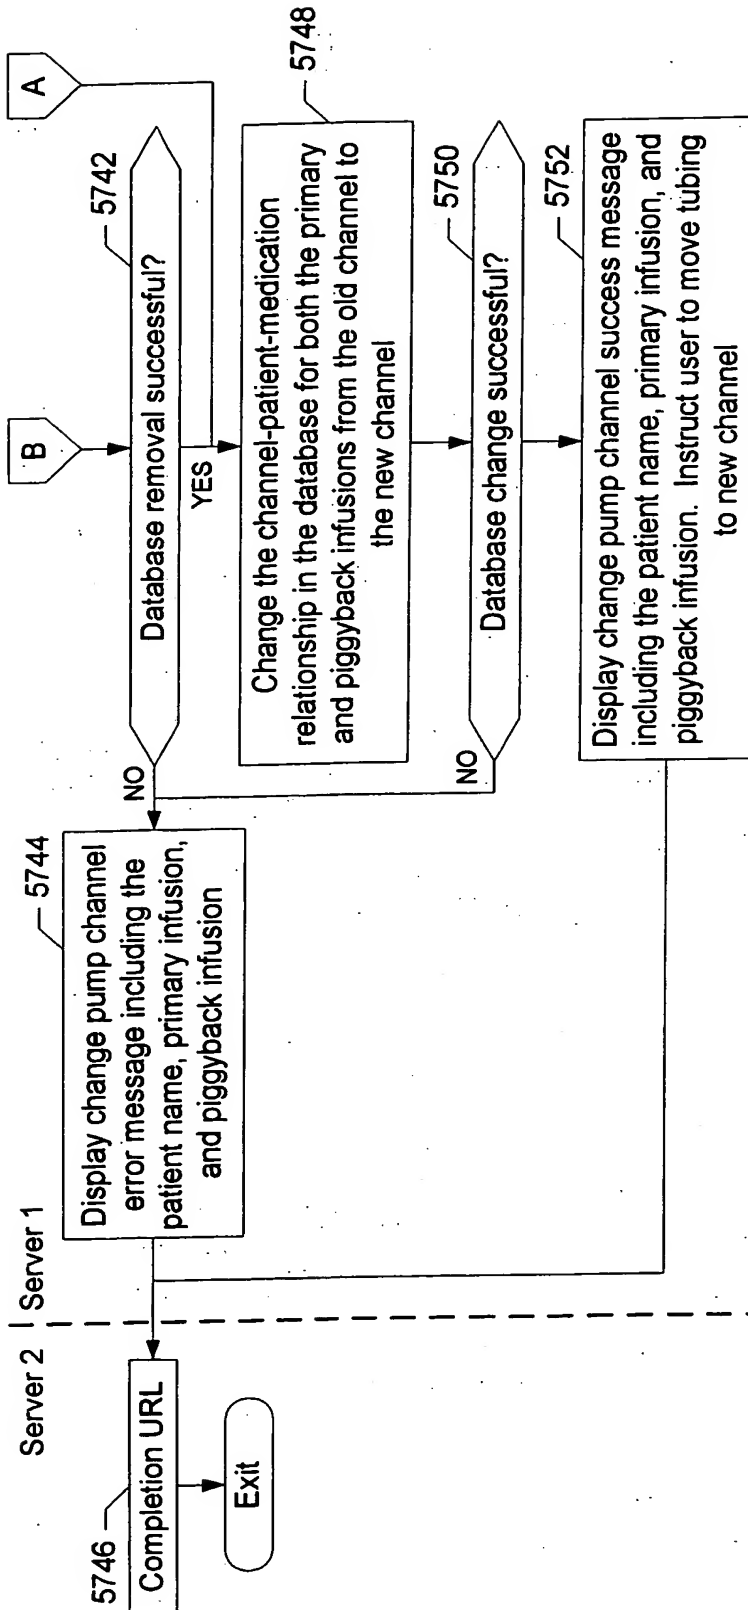 Server 2
Server 1
5746
Completion URL
Exit
5744
Display change pump channel
error message including the
patient name, primary infusion,
and piggyback infusion
B
A
5742
Database removal successful?
NO
YES
5748
Change the channel-patient-medication
relationship in the database for both the primary
and piggyback infusions from the old channel to
the new channel
5750
Database change successful?
NO
5752
Display change pump channel success message
including the patient name, primary infusion, and
piggyback infusion. Instruct user to move tubing
to new channel